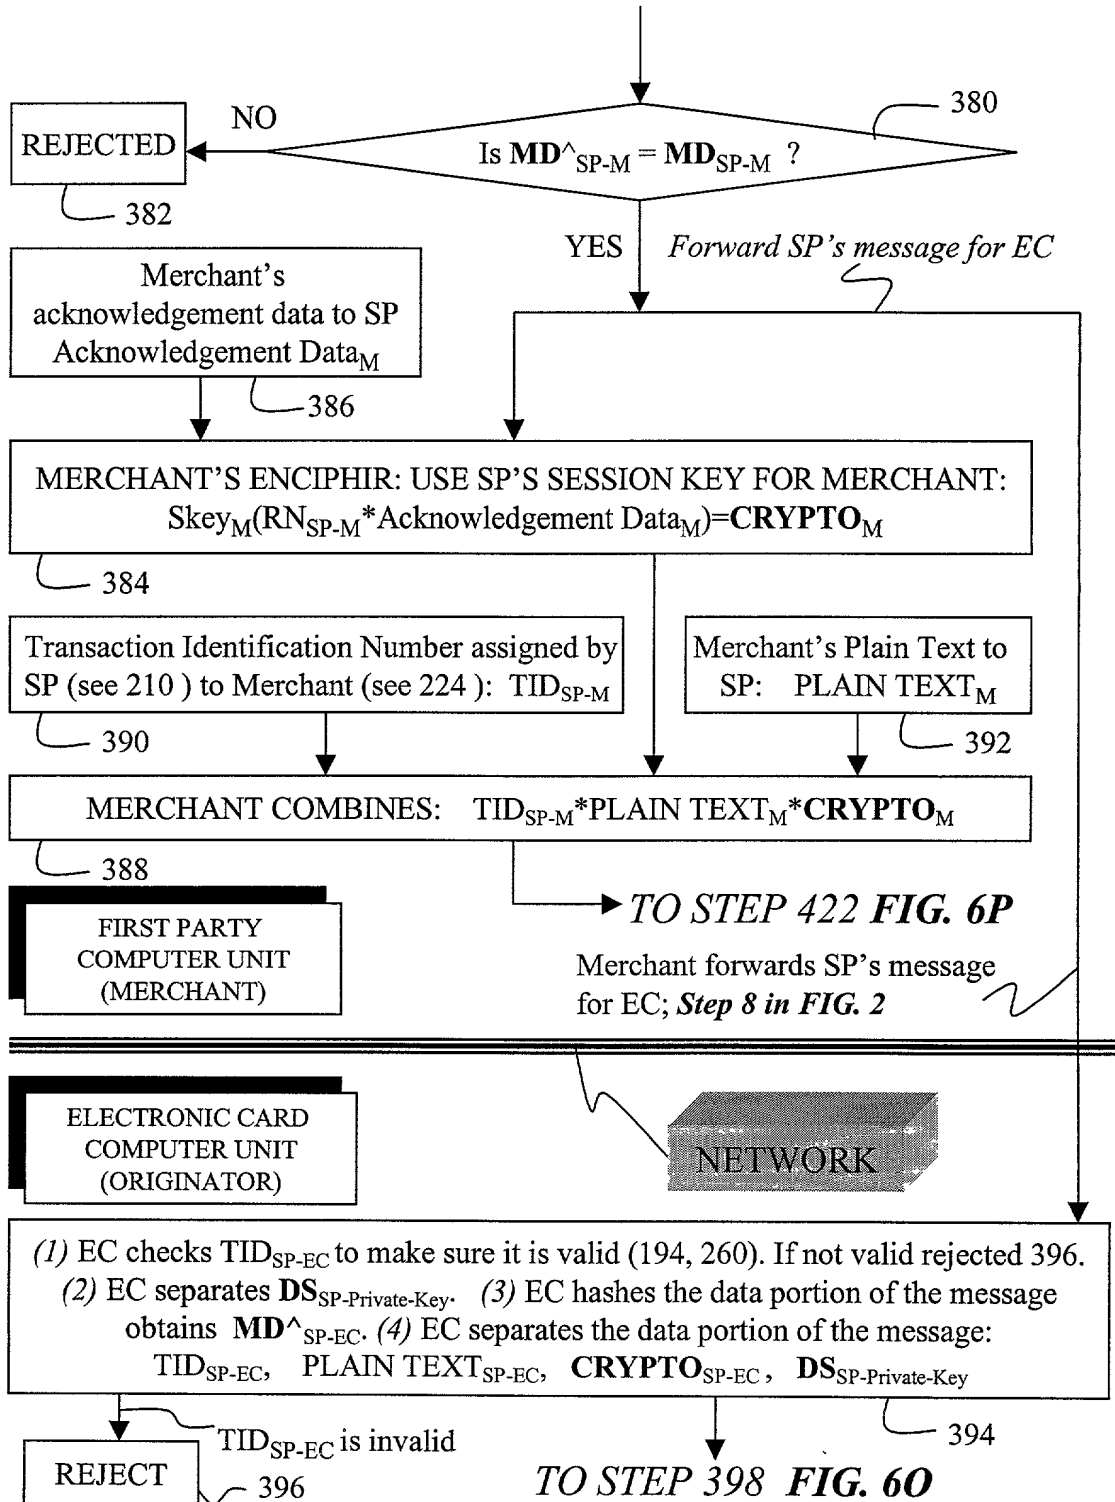 380
NO
REJECTED
Is MD^SP-M = MDSP-M ?
382
YES
Forward SP's message for EC
Merchant's
acknowledgement data to SP
Acknowledgement DataM
386
MERCHANT'S ENCIPHIR: USE SP'S SESSION KEY FOR MERCHANT:
SkeyM(RNSP-M*Acknowledgement DataM)=CRYPTOM
384
Transaction Identification Number assigned by
SP (see 210 ) to Merchant (see 224 ): TIDSP-M
390
Merchant's Plain Text to
SP: PLAIN TEXTM
392
MERCHANT COMBINES: TIDSP-M*PLAIN TEXTM*CRYPTOM
388
TO STEP 422 FIG. 6P
FIRST PARTY
COMPUTER UNIT
(MERCHANT)
Merchant forwards SP's message
for EC; Step 8 in FIG. 2
ELECTRONIC CARD
COMPUTER UNIT
(ORIGINATOR)
NETWORK
(1) EC checks TIDSP-EC to make sure it is valid (194, 260). If not valid rejected 396.
(2) EC separates DSSP-Private-Key. (3) EC hashes the data portion of the message
obtains MD^SP-EC. (4) EC separates the data portion of the message:
TIDSP-EC, PLAIN TEXTSP-EC, CRYPTOSP-EC, DSSP-Private-Key
394
TIDSP-EC is invalid
REJECT
396
TO STEP 398 FIG. 6O